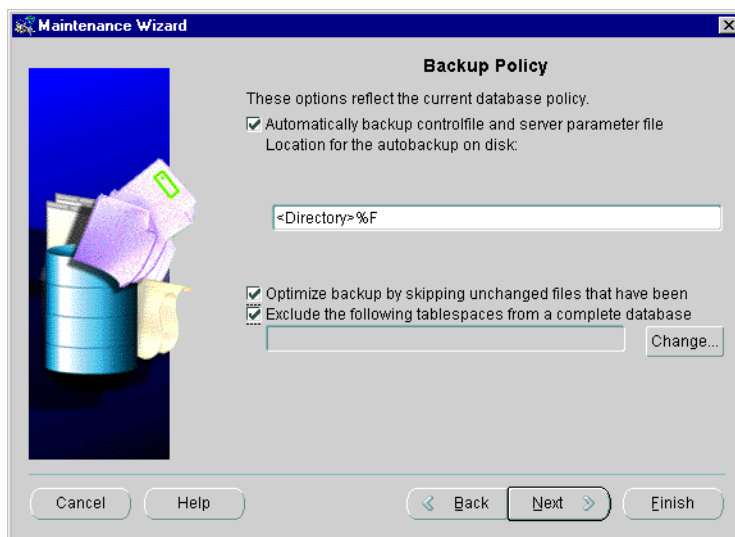 Maintenance Wizard
Backup Policy
These options reflect the current database policy.
Automatically backup controlfile and server parameter file
Location for the autobackup on disk:
<Directory>%F
Optimize backup by skipping unchanged files that have been
Exclude the following tablespaces from a complete database
Change...
Cancel
Help
Back
Next
Finish